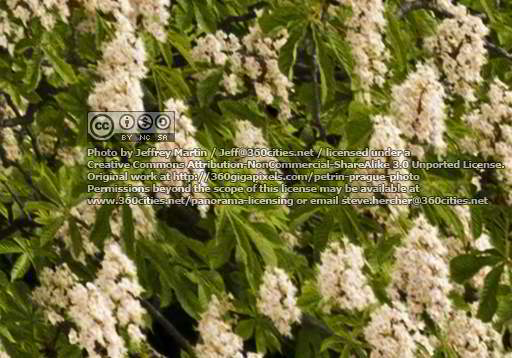 cc
BY NC SA
Photo by Jeffrey Martin / Jeff@360cities.net / licensed under a
Creative Commons Attribution-NonCommercial-ShareAlike 3.0 Unported License.
Original work at http://360gigapixels.com/petrin-prague-photo
Permissions beyond the scope of this license may be available at
www.360cities.net/panorama-licensing or email steve.hercher@360cities.net